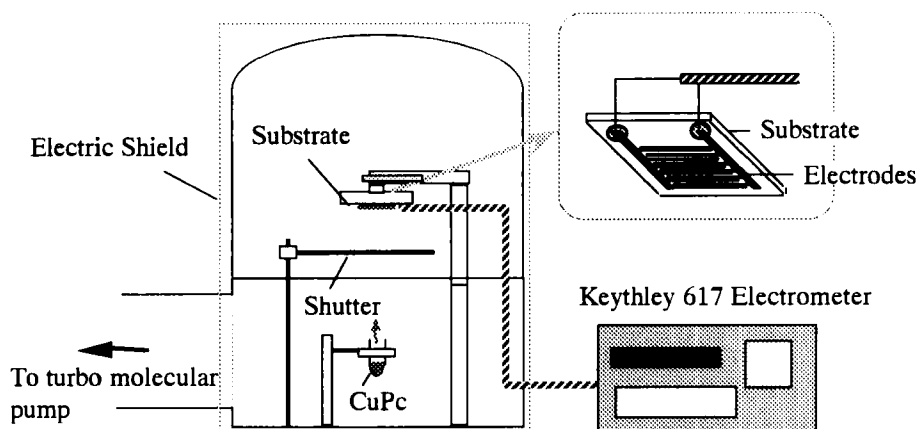 Electric Shield
Substrate
Substrate
Electrodes
Shutter
Keythley 617 Electrometer
To turbo molecular
pump
CuPc